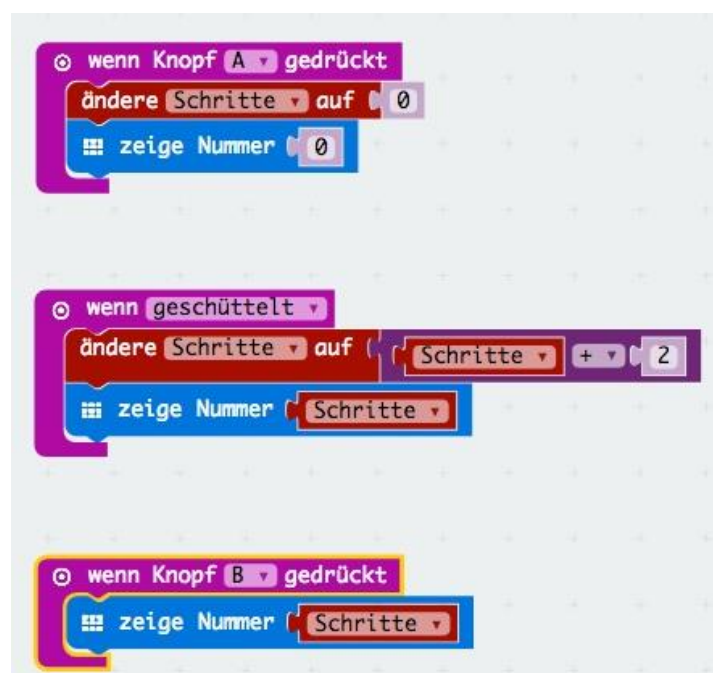 wenn Knopf A gedrückt
ändere Schritte auf 0
zeige Nummer 0
wenn geschüttelt
ändere Schritte auf Schritte + 2
zeige Nummer Schritte
wenn Knopf B gedrückt
zeige Nummer Schritte